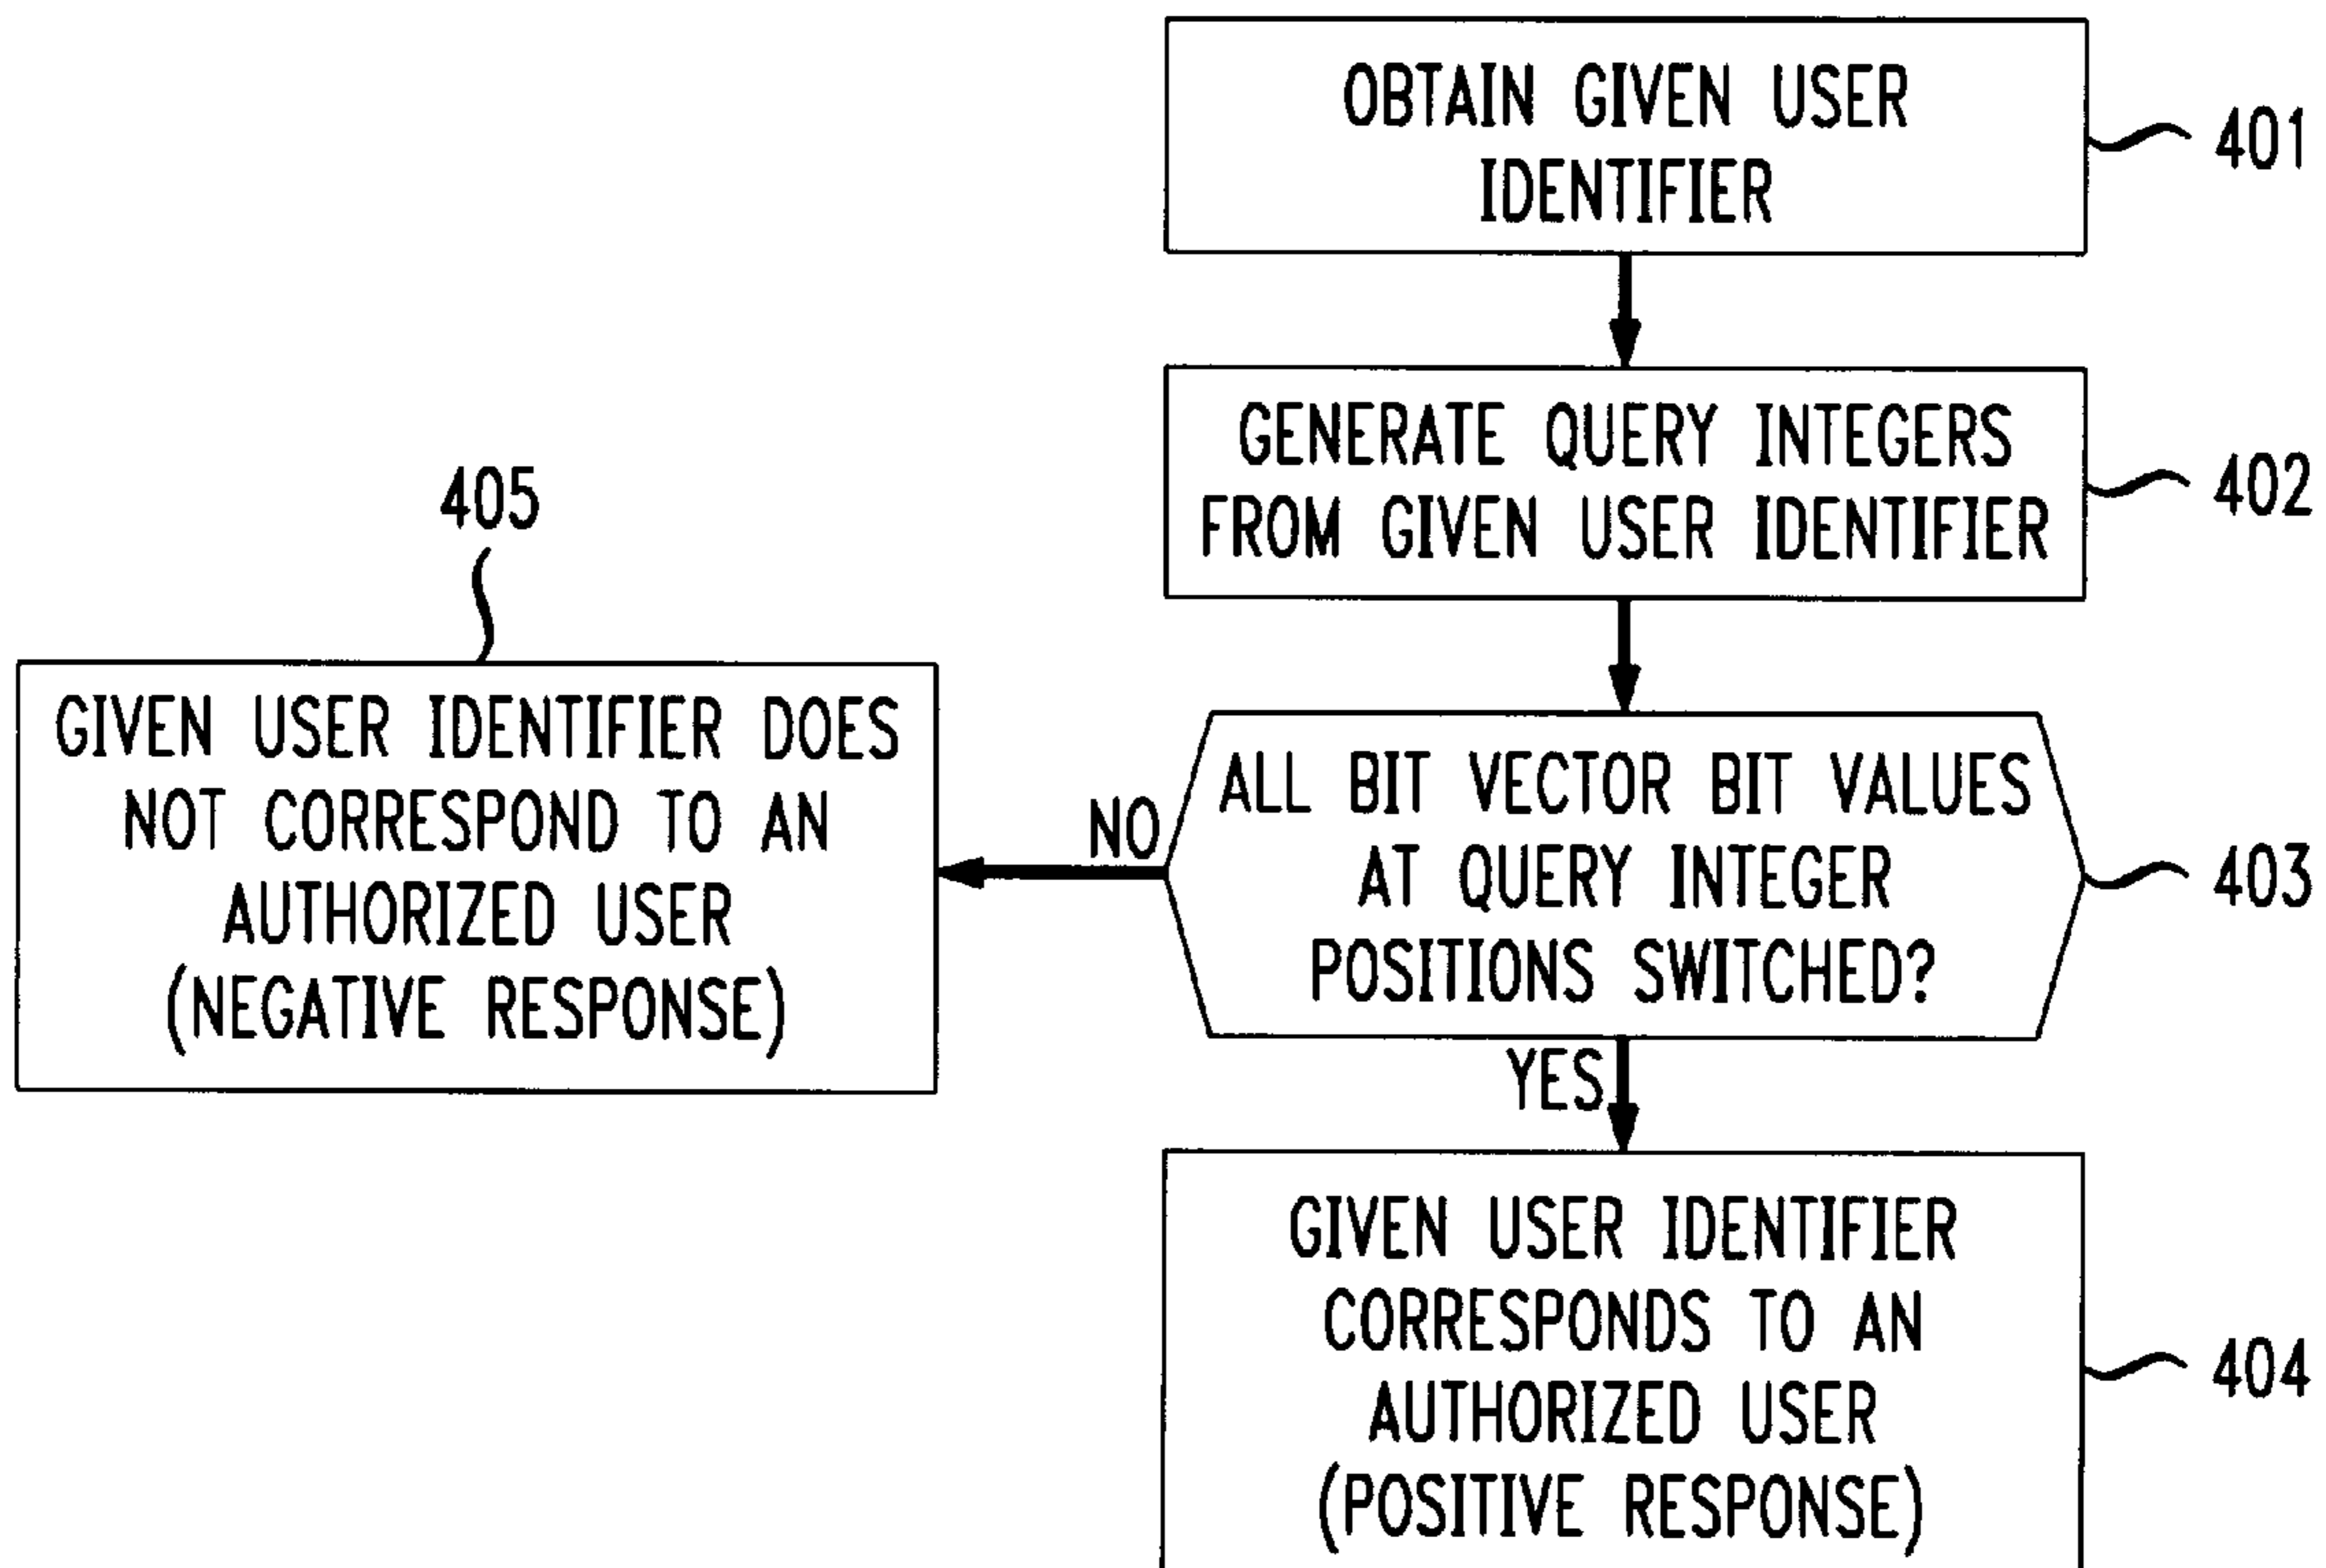 OBTAIN GIVEN USER
IDENTIFIER
401
GENERATE QUERY INTEGERS
FROM GIVEN USER IDENTIFIER
402
ALL BIT VECTOR BIT VALUES
AT QUERY INTEGER
POSITIONS SWITCHED?
403
NO
405
GIVEN USER IDENTIFIER DOES
NOT CORRESPOND TO AN
AUTHORIZED USER
(NEGATIVE RESPONSE)
YES
GIVEN USER IDENTIFIER
CORRESPONDS TO AN
AUTHORIZED USER
(POSITIVE RESPONSE)
404